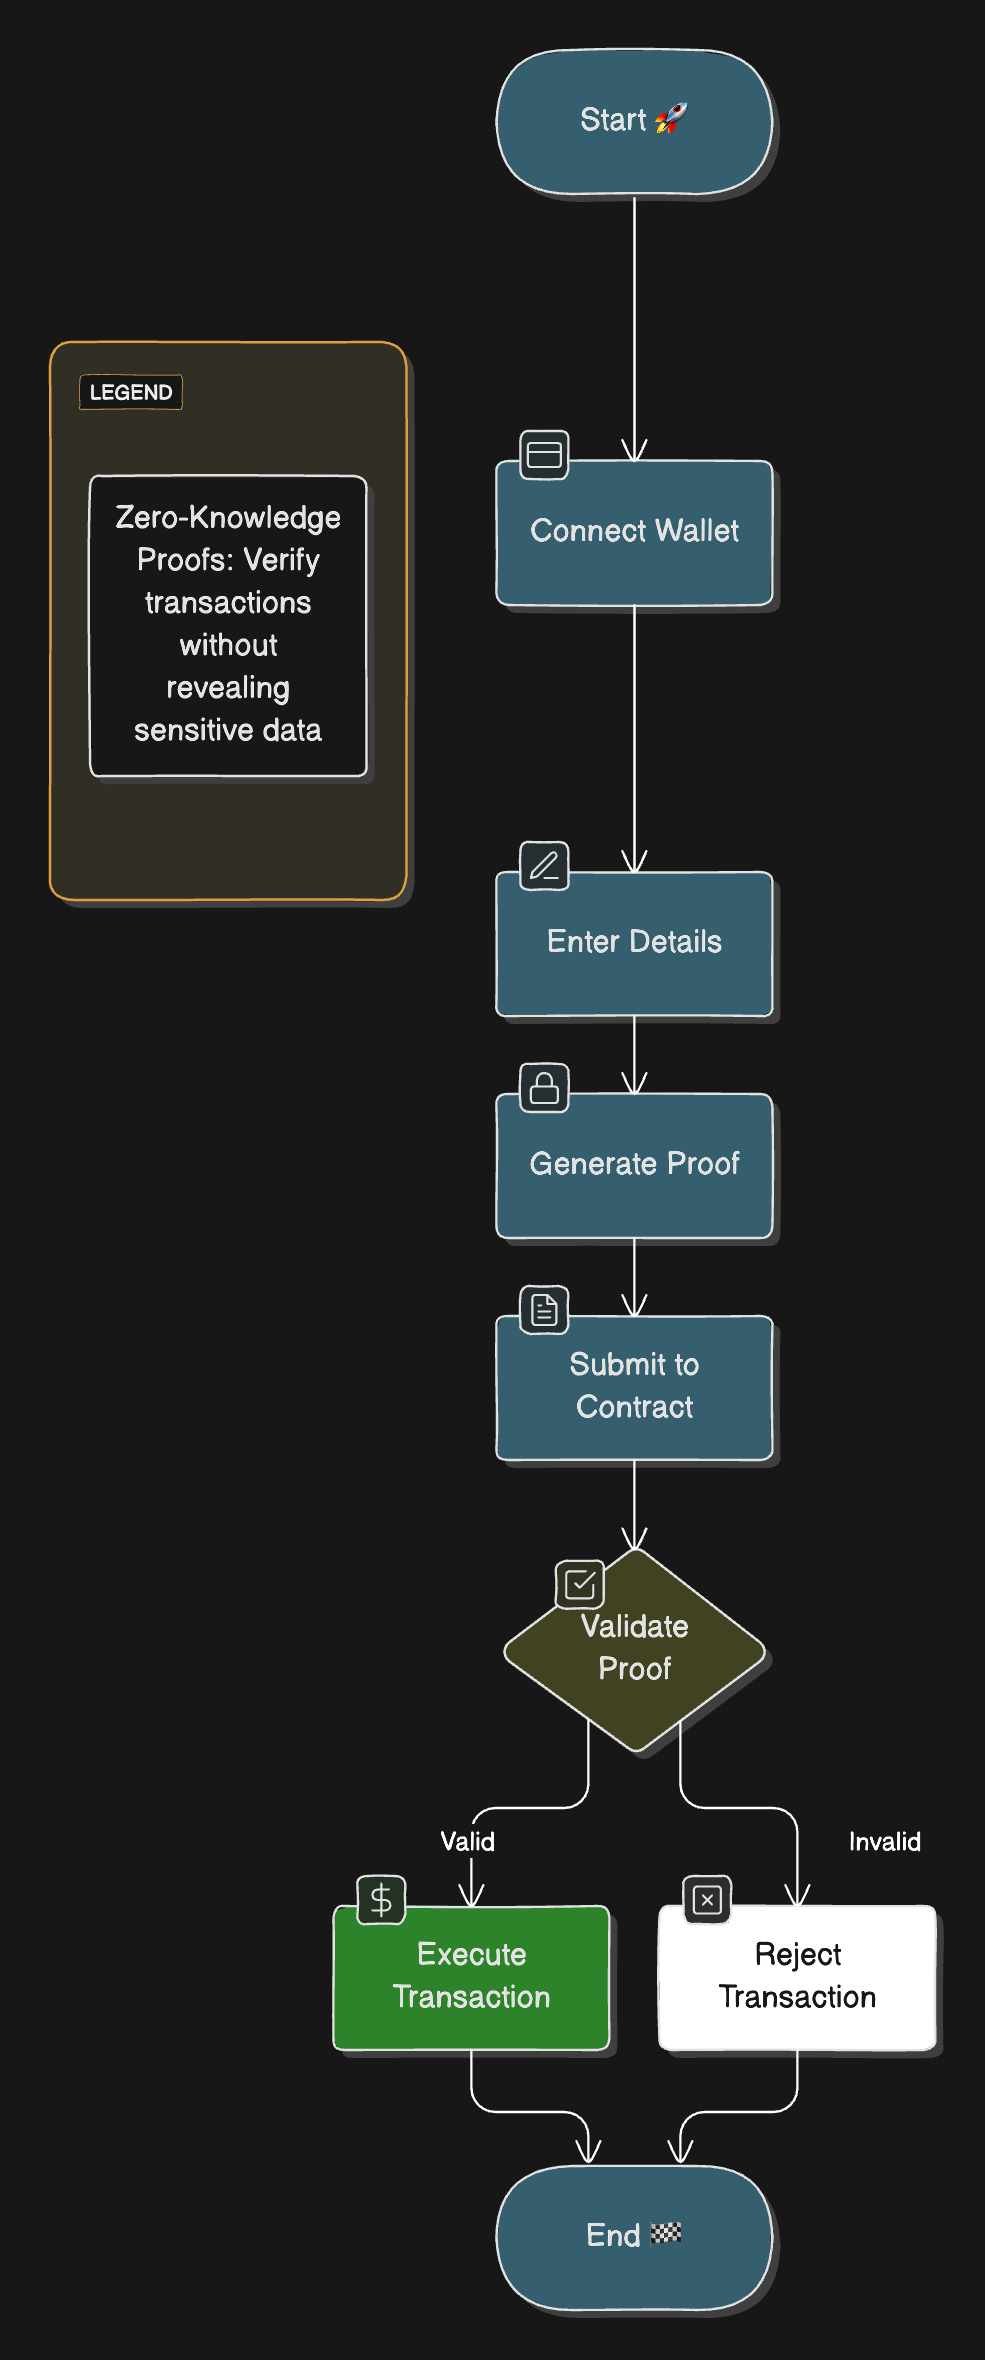 Start 🚀
LEGEND
Zero-Knowledge
Proofs: Verify
transactions
without
revealing
sensitive data
Connect Wallet
Enter Details
Generate Proof
Submit to
Contract
Validate
Proof
Valid
Invalid
Execute
Transaction
Reject
Transaction
End 🏁